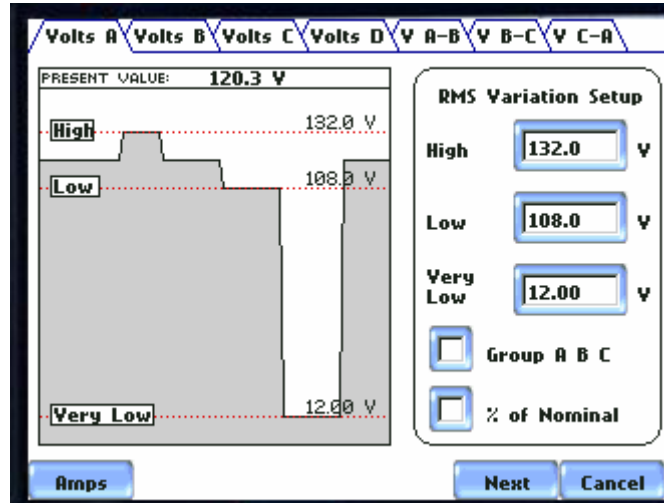 Volts A Volts B Volts C Volts D V A-B V B-C V C-A
PRESENT VALUE: 120.3 V
High 132.0 V
Low 108.0 V
Very Low 12.00 V
RMS Variation Setup
High 132.0 V
Low 108.0 V
Very
Low 12.00 V
Group A B C
% of Nominal
Amps Next Cancel